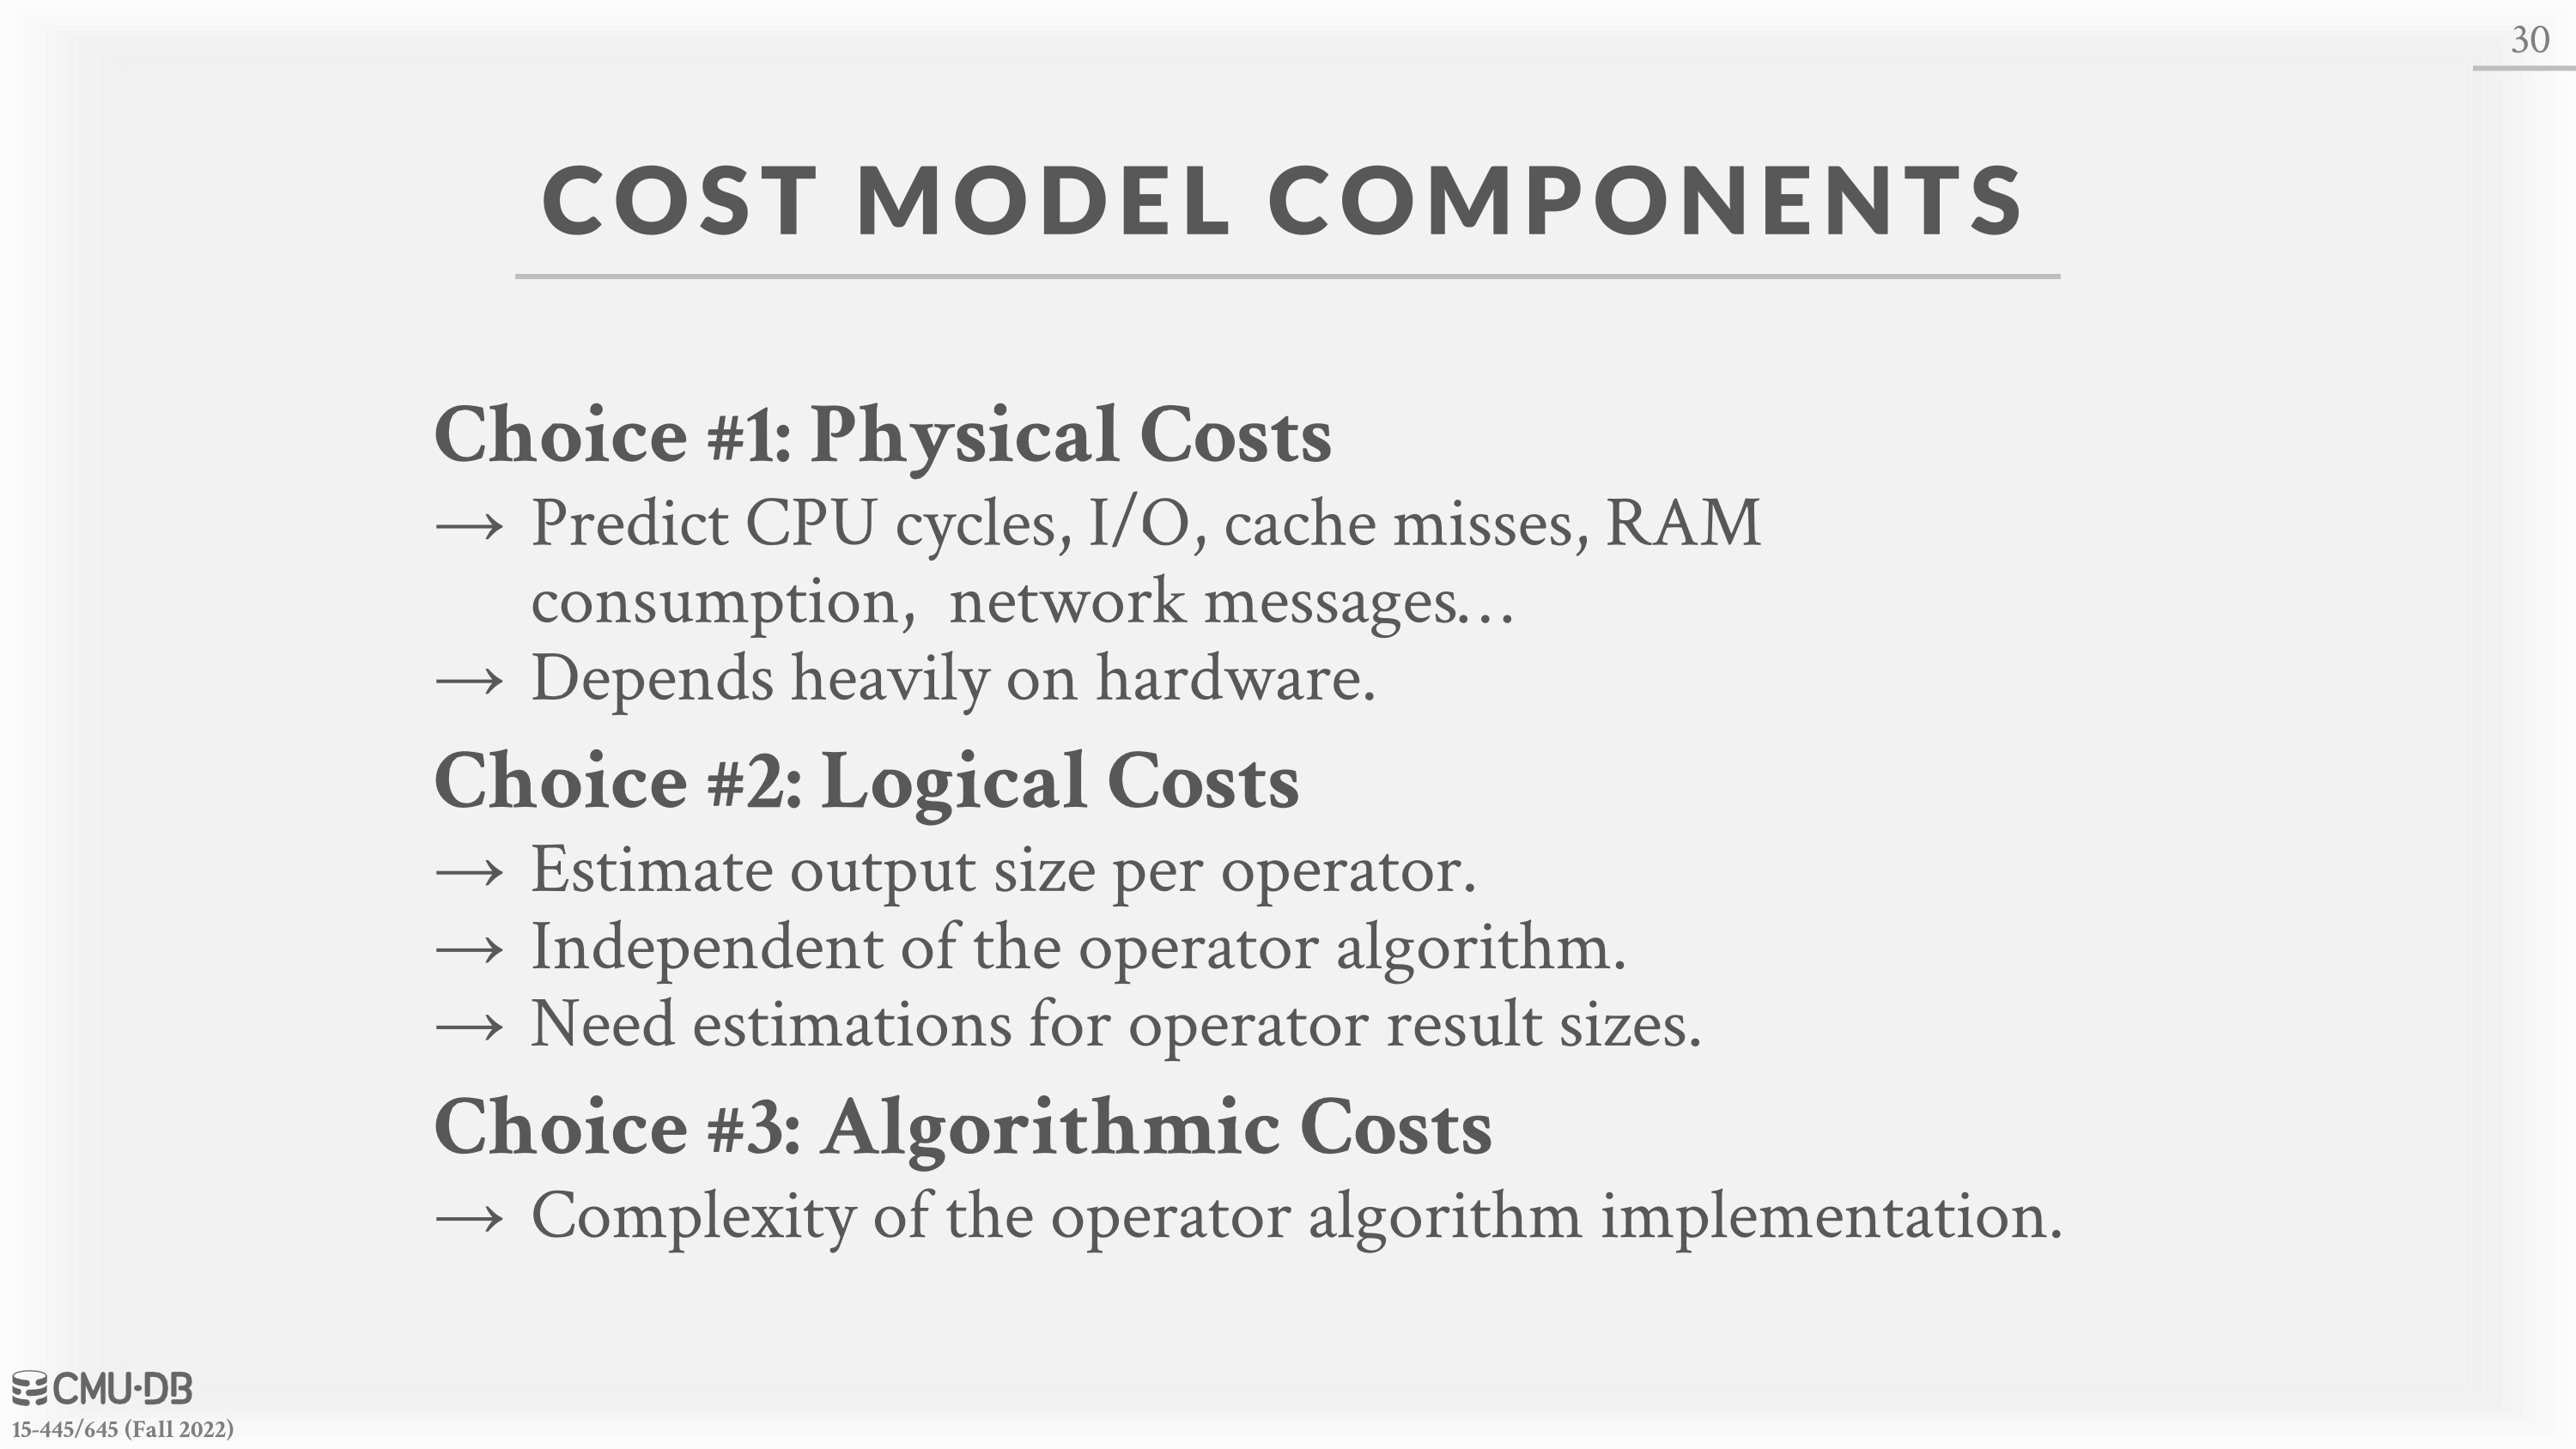 30
COST MODEL COMPONENTS
Choice #1: Physical Costs
→ Predict CPU cycles, I/O, cache misses, RAM
consumption,  network messages…
→ Depends heavily on hardware.
Choice #2: Logical Costs
→ Estimate output size per operator.
→ Independent of the operator algorithm.
→ Need estimations for operator result sizes.
Choice #3: Algorithmic Costs
→ Complexity of the operator algorithm implementation.
CMU·DB
15-445/645 (Fall 2022)